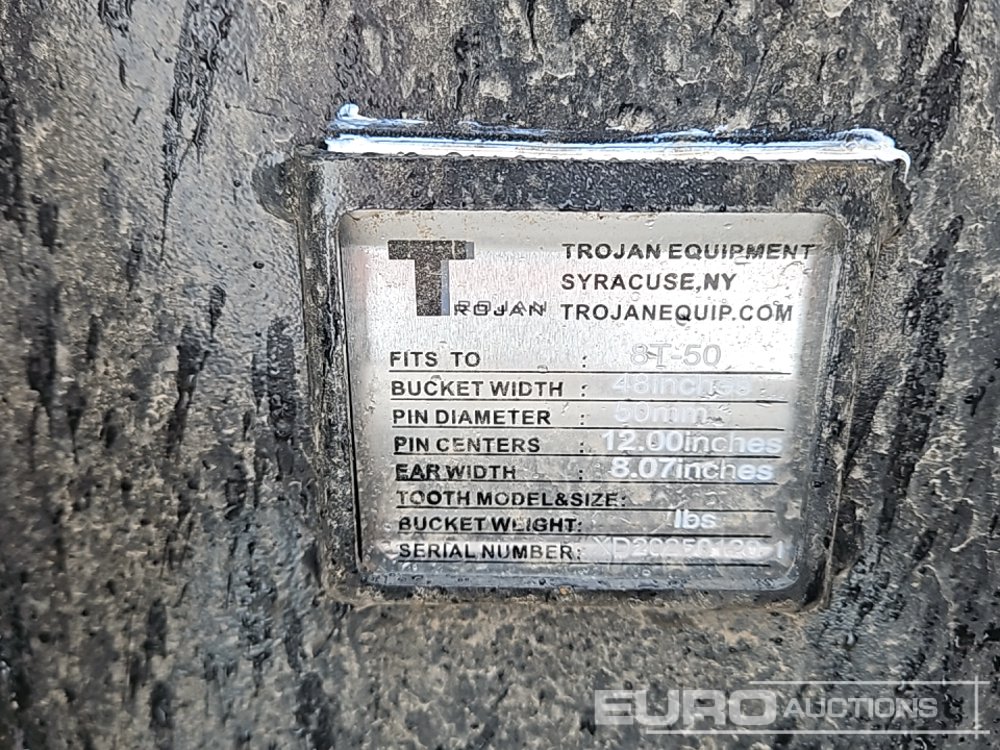 TROJAN EQUIPMENT
SYRACUSE,NY
TROJAN TROJANEQUIP.COM
FITS TO : 8T-50
BUCKET WIDTH : 48inches
PIN DIAMETER : 50mm
PIN CENTERS : 12.00inches
EAR WIDTH : 8.07inches
TOOTH MODEL&SIZE:
BUCKET WEIGHT: lbs
SERIAL NUMBER:
EURO AUCTIONS